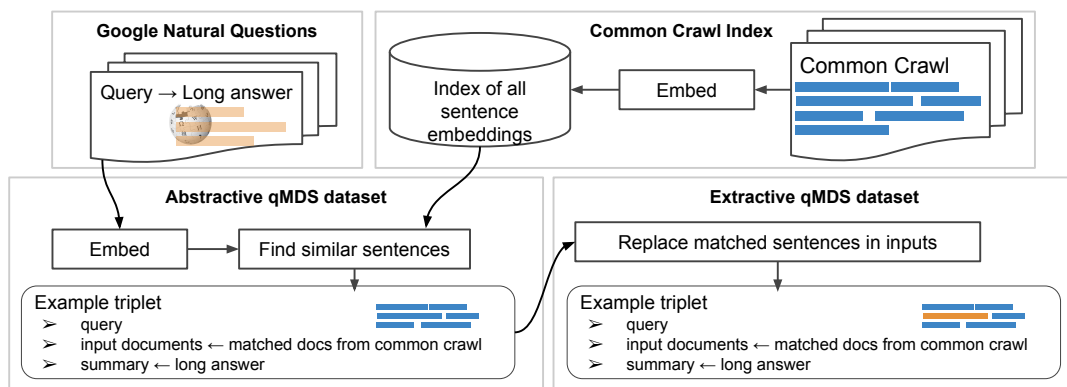 Google Natural Questions
Query → Long answer
Common Crawl Index
Index of all
sentence
embeddings
Embed
Common Crawl
Abstractive qMDS dataset
Embed
Find similar sentences
Example triplet
➢ query
➢ input documents ← matched docs from common crawl
➢ summary ← long answer
Extractive qMDS dataset
Replace matched sentences in inputs
Example triplet
➢ query
➢ input documents ← matched docs from common crawl
➢ summary ← long answer